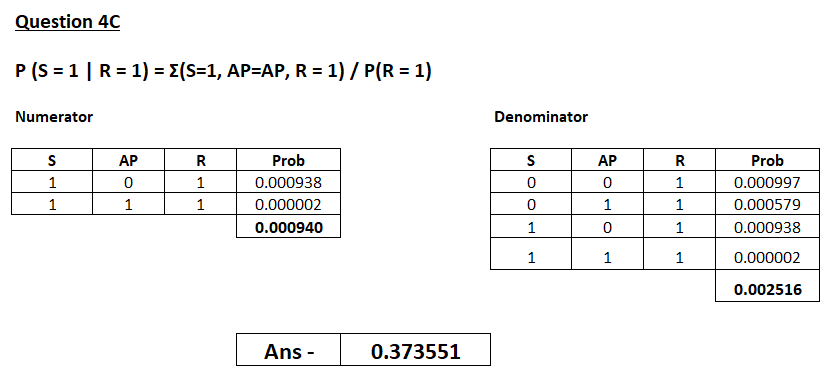 Question 4C
P (S = 1 | R = 1) = Σ(S=1, AP=AP, R = 1) / P(R = 1)
Numerator
S AP R Prob
1 0 1 0.000938
1 1 1 0.000002
0.000940
Denominator
S AP R Prob
0 0 1 0.000997
0 1 1 0.000579
1 0 1 0.000938
1 1 1 0.000002
0.002516
Ans - 0.373551